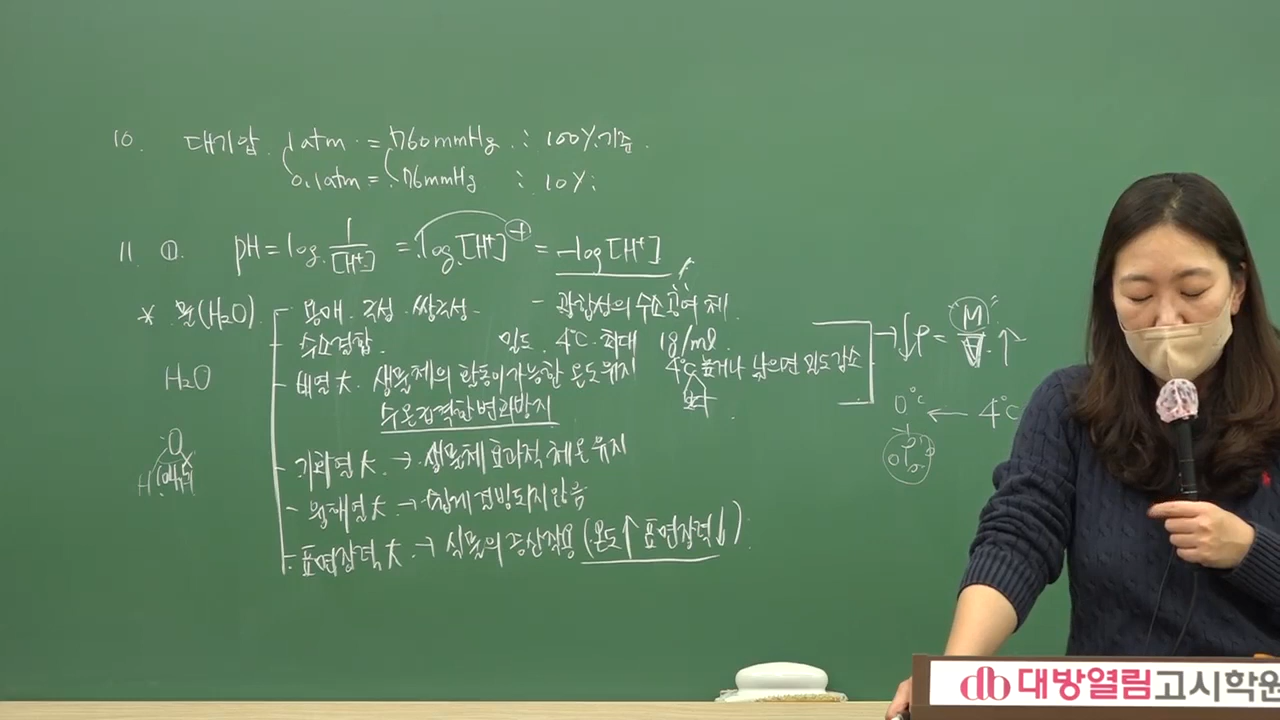 10. 대기압. 1atm = 760mmHg ∴ 100% 기준.
0.1atm = 76mmHg : 10%
11 ①. pH = log 1/[H⁺] = log [H⁺]⁻¹ = -log[H⁺]
* 물(H₂O) - 용매. 극성 쌍극성. - 광합성의 수소공여체.
- 수소결합. 밀도. 4℃. 최대 1g/ml
4℃ 높거나 낮으면 밀도감소 → ↓ρ = M/V ↑
H₂O - 비열 大. 생물체의 활동이 가능한 온도유지
수온 급격한 변화방지
0℃ ← 4℃
O
H
- 기화열 大. → 생물체 효과적 체온유지
- 융해열 大. → 쉽게 결빙되지 않음
- 표면장력 大. → 식물의 증산작용 (온도↑ 표면장력↓)
대방열림고시학원